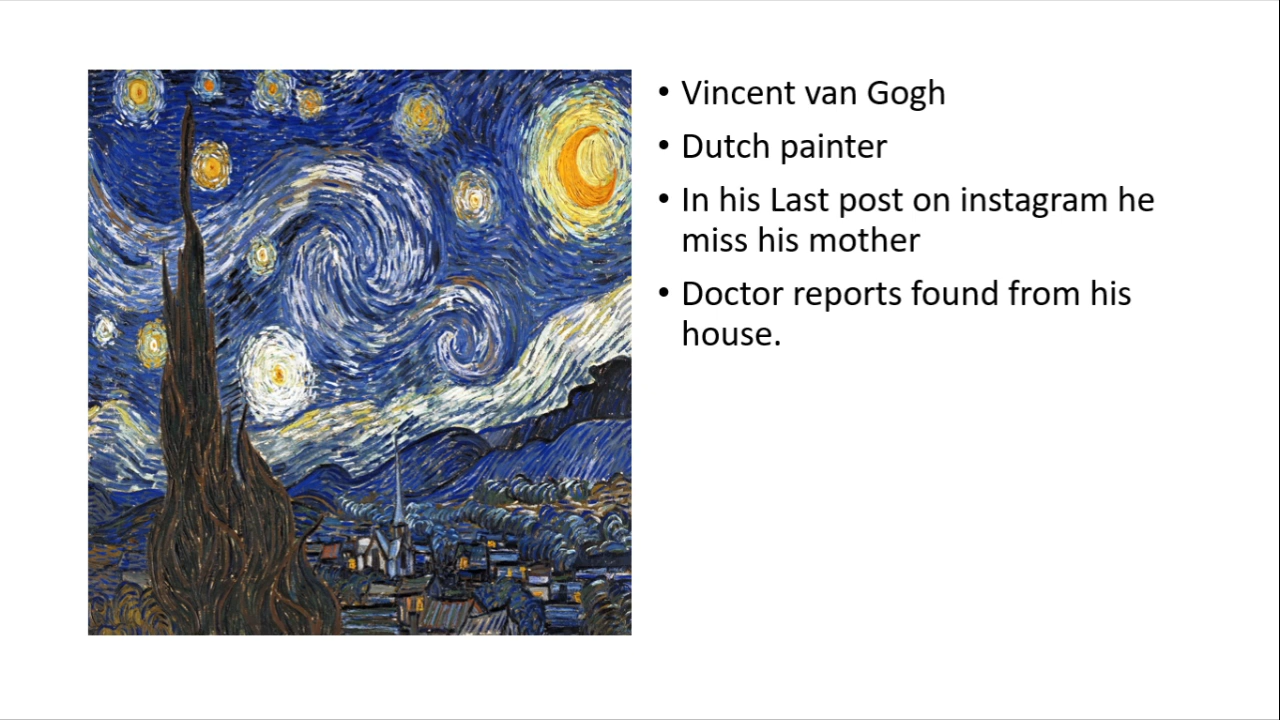 • Vincent van Gogh
• Dutch painter
• In his Last post on instagram he
miss his mother
• Doctor reports found from his
house.